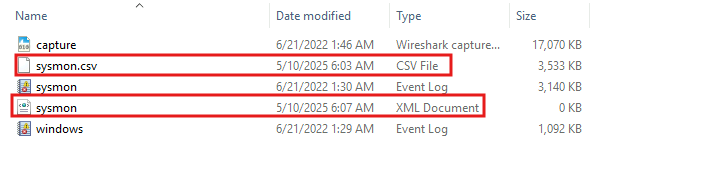 Name Date modified Type Size
capture 6/21/2022 1:46 AM Wireshark capture... 17,070 KB
sysmon.csv 5/10/2025 6:03 AM CSV File 3,533 KB
sysmon 6/21/2022 1:30 AM Event Log 3,140 KB
sysmon 5/10/2025 6:07 AM XML Document 0 KB
windows 6/21/2022 1:29 AM Event Log 1,092 KB